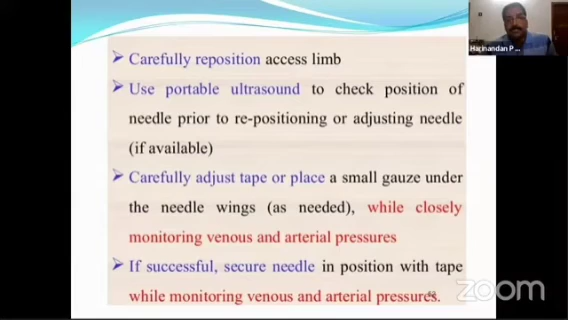 Harinandan P ...
➢ Carefully reposition access limb
➢ Use portable ultrasound to check position of
needle prior to re-positioning or adjusting needle
(if available)
➢ Carefully adjust tape or place a small gauze under
the needle wings (as needed), while closely
monitoring venous and arterial pressures
➢ If successful, secure needle in position with tape
while monitoring venous and arterial pressures.
zoom